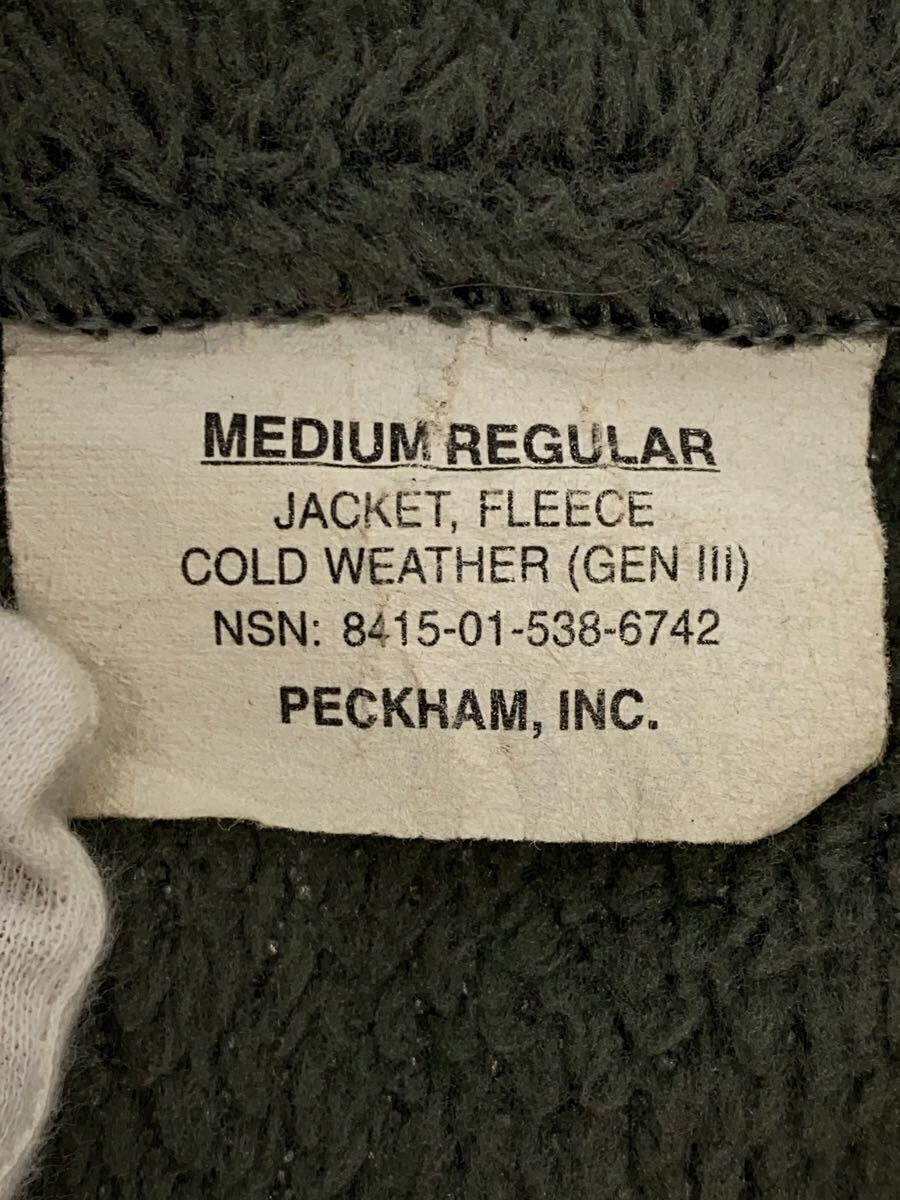 MEDIUM REGULAR
JACKET, FLEECE
COLD WEATHER (GEN III)
NSN: 8415-01-538-6742
PECKHAM, INC.